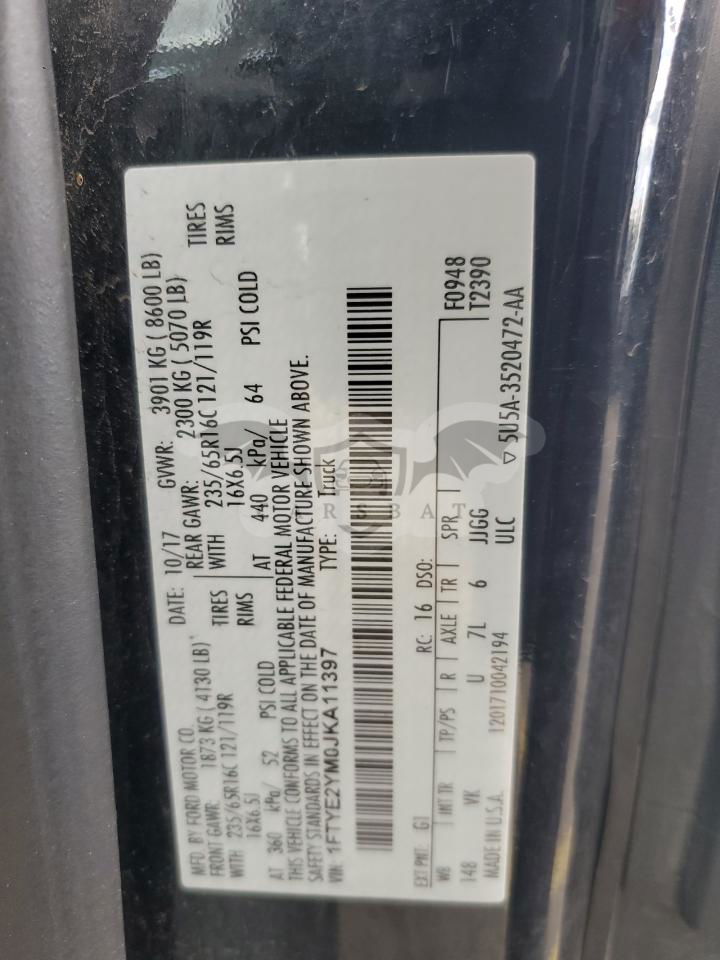 MFD. BY FORD MOTOR CO.
DATE: 10/17 GVWR: 3901 KG ( 8600 LB)
FRONT GAWR: 1873 KG ( 4130 LB)
REAR GAWR: 2300 KG ( 5070 LB)
WITH 235/65R16C 121/119R TIRES
WITH 235/65R16C 121/119R TIRES
16X6.5J RIMS
16X6.5J RIMS
AT 360 kPa/ 52 PSI COLD
AT 440 kPa/ 64 PSI COLD
THIS VEHICLE CONFORMS TO ALL APPLICABLE FEDERAL MOTOR VEHICLE
SAFETY STANDARDS IN EFFECT ON THE DATE OF MANUFACTURE SHOWN ABOVE.
VIN: 1FTYE2YM0JKA11397 TYPE: Truck
EXT PNT: G1 RC: 16 DSO: F0948
T2390
WB INT TR TP/PS R AXLE TR SPR
148 VK U 7L 6 JJGG
MADE IN U.S.A. 1201710042194 ULC
5U5A-3520472-AA